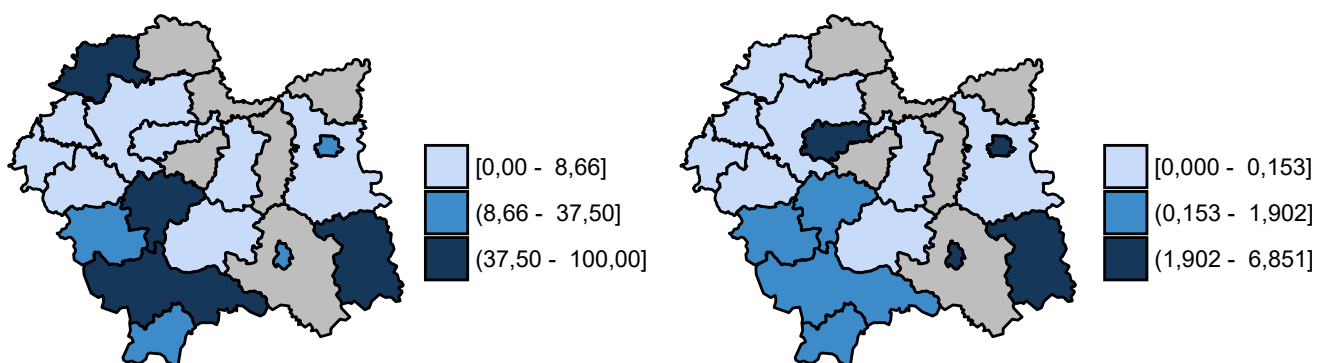 [0,00 - 8,66]
(8,66 - 37,50]
(37,50 - 100,00]
[0,000 - 0,153]
(0,153 - 1,902]
(1,902 - 6,851]